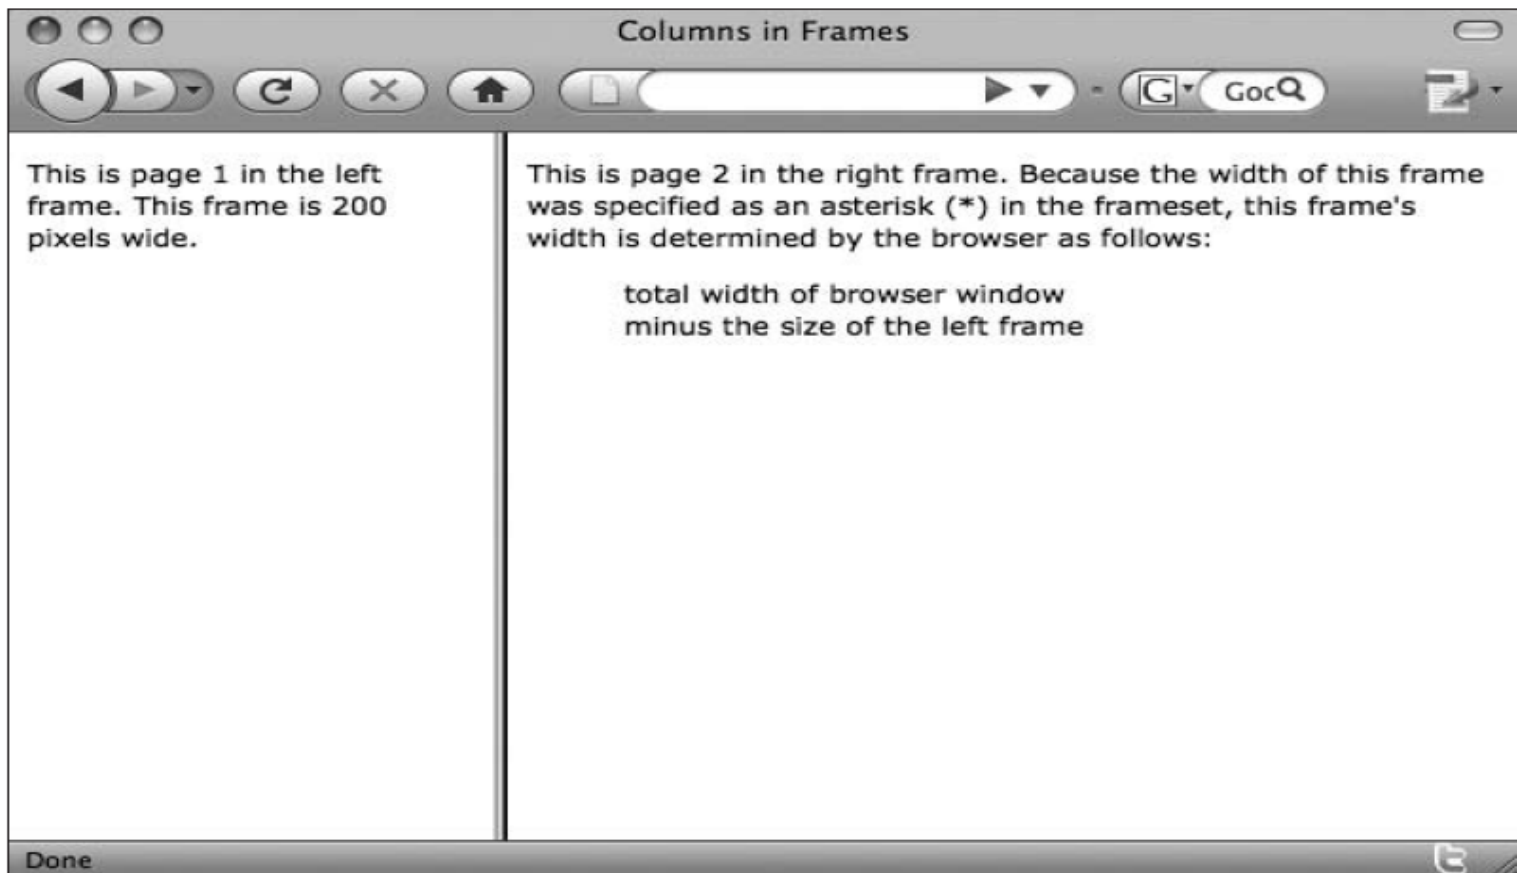 Columns in Frames
G
Goc
This is page 1 in the left
frame. This frame is 200
pixels wide.
This is page 2 in the right frame. Because the width of this frame
was specified as an asterisk (*) in the frameset, this frame's
width is determined by the browser as follows:
total width of browser window
minus the size of the left frame
Done